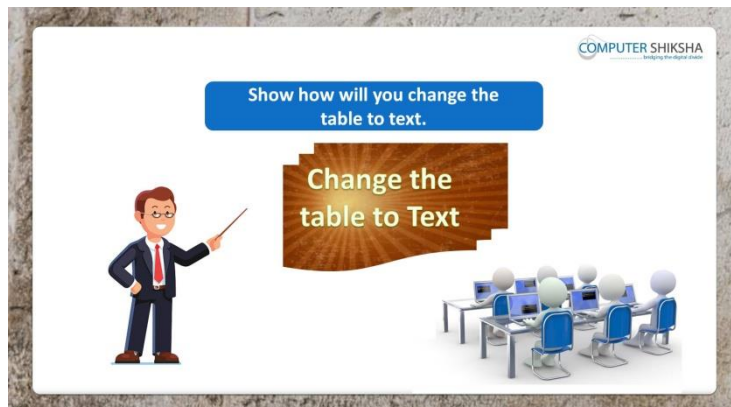 COMPUTER SHIKSHA
bridging the digital divide
Show how will you change the
table to text.
Change the
table to Text